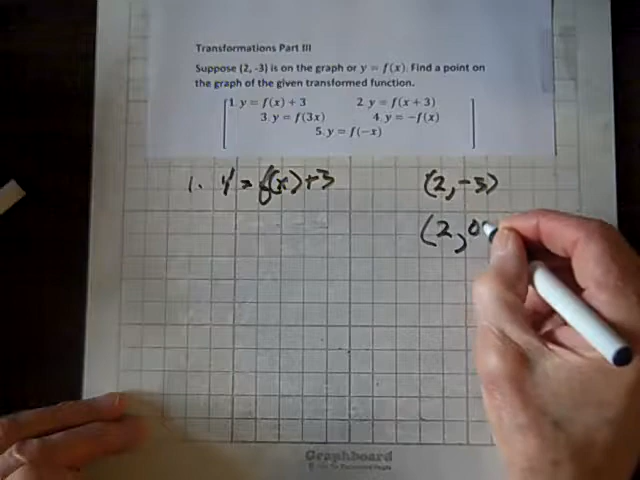 Transformations Part III
Suppose (2, -3) is on the graph or y = f(x). Find a point on
the graph of the given transformed function.
1. y = f(x) + 3 2. y = f(x + 3)
3. y = f(3x) 4. y = -f(x)
5. y = f(-x)
1. y = f(x) + 3 (2, -3)
(2, 0
Graphboard